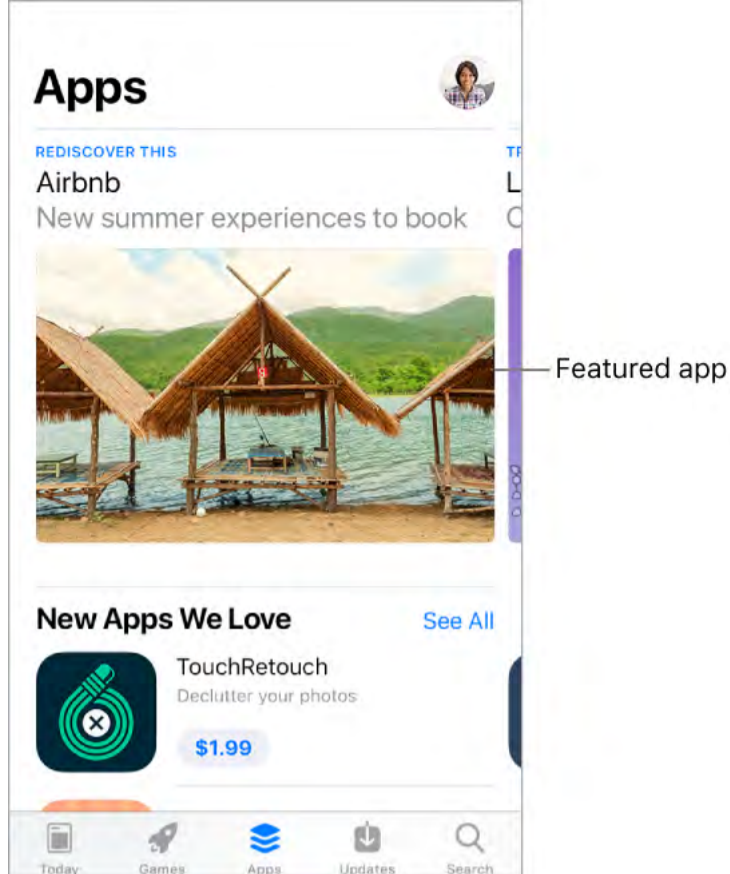 Apps
REDISCOVER THIS
Airbnb
New summer experiences to book
Featured app
New Apps We Love
See All
TouchRetouch
Declutter your photos
$1.99
Today
Games
Apps
Updates
Search